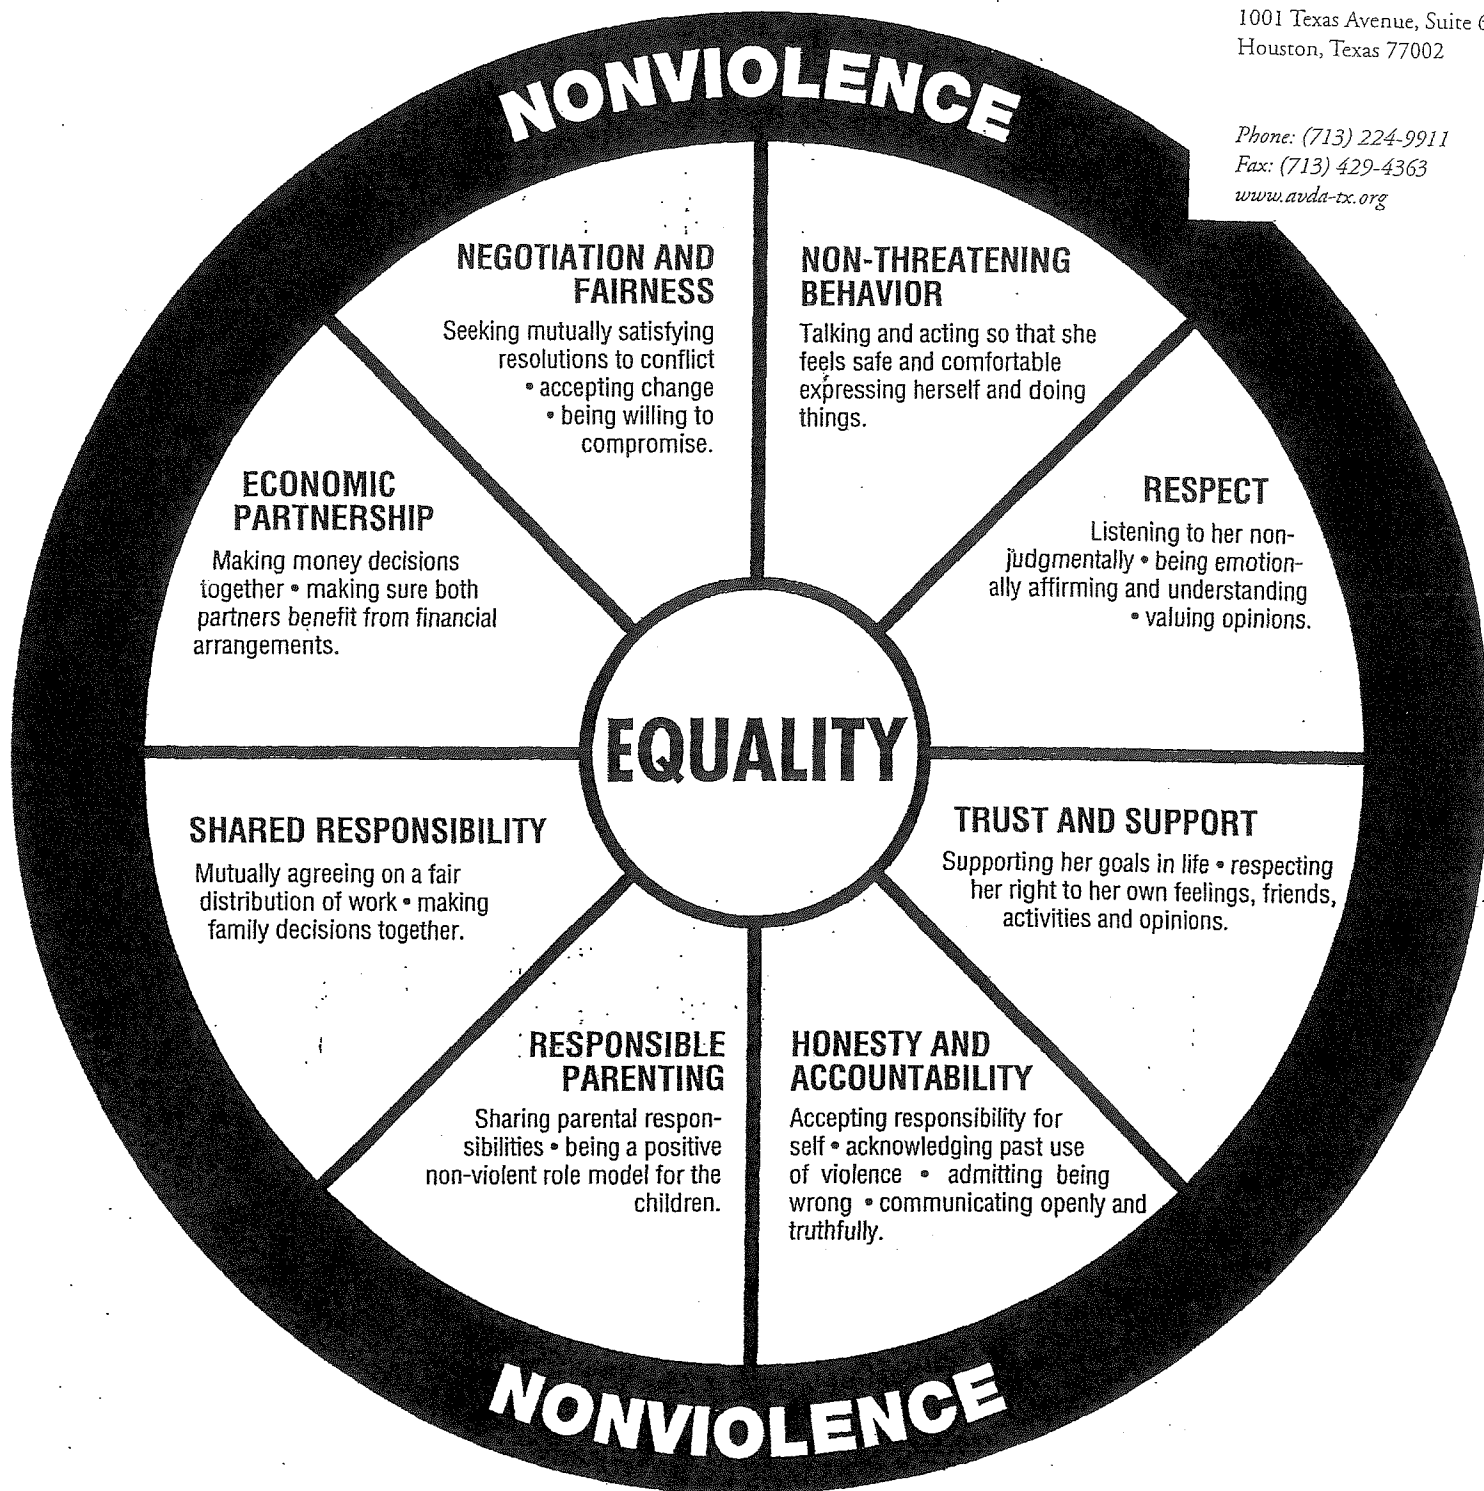 1001 Texas Avenue, Suite 6
Houston, Texas 77002
Phone: (713) 224-9911
Fax: (713) 429-4363
www.avda-tx.org
NONVIOLENCE
NEGOTIATION AND
FAIRNESS
Seeking mutually satisfying
resolutions to conflict
• accepting change
• being willing to
compromise.
NON-THREATENING
BEHAVIOR
Talking and acting so that she
feels safe and comfortable
expressing herself and doing
things.
ECONOMIC
PARTNERSHIP
Making money decisions
together • making sure both
partners benefit from financial
arrangements.
RESPECT
Listening to her non-
judgmentally • being emotion-
ally affirming and understanding
• valuing opinions.
EQUALITY
SHARED RESPONSIBILITY
Mutually agreeing on a fair
distribution of work • making
family decisions together.
TRUST AND SUPPORT
Supporting her goals in life • respecting
her right to her own feelings, friends,
activities and opinions.
RESPONSIBLE
PARENTING
Sharing parental respon-
sibilities • being a positive
non-violent role model for the
children.
HONESTY AND
ACCOUNTABILITY
Accepting responsibility for
self • acknowledging past use
of violence • admitting being
wrong • communicating openly and
truthfully.
NONVIOLENCE